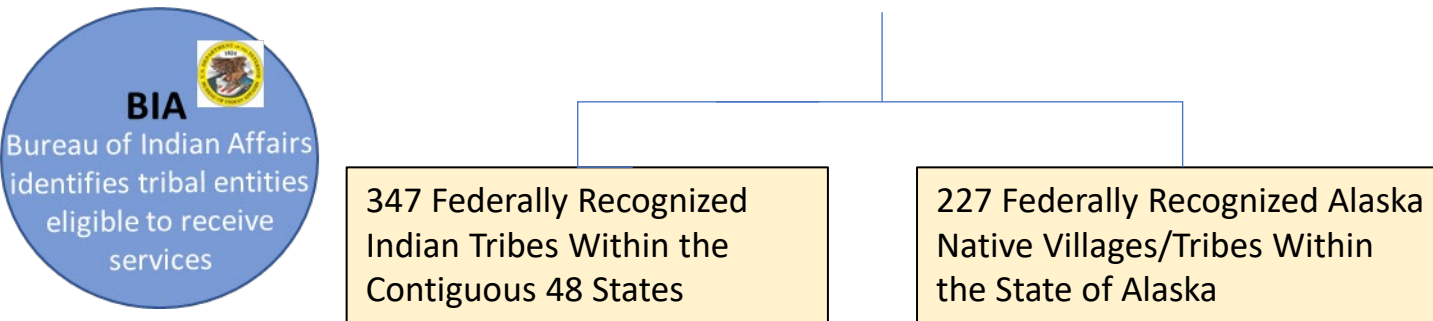 BIA
Bureau of Indian Affairs
identifies tribal entities
eligible to receive
services
347 Federally Recognized
Indian Tribes Within the
Contiguous 48 States
227 Federally Recognized Alaska
Native Villages/Tribes Within
the State of Alaska